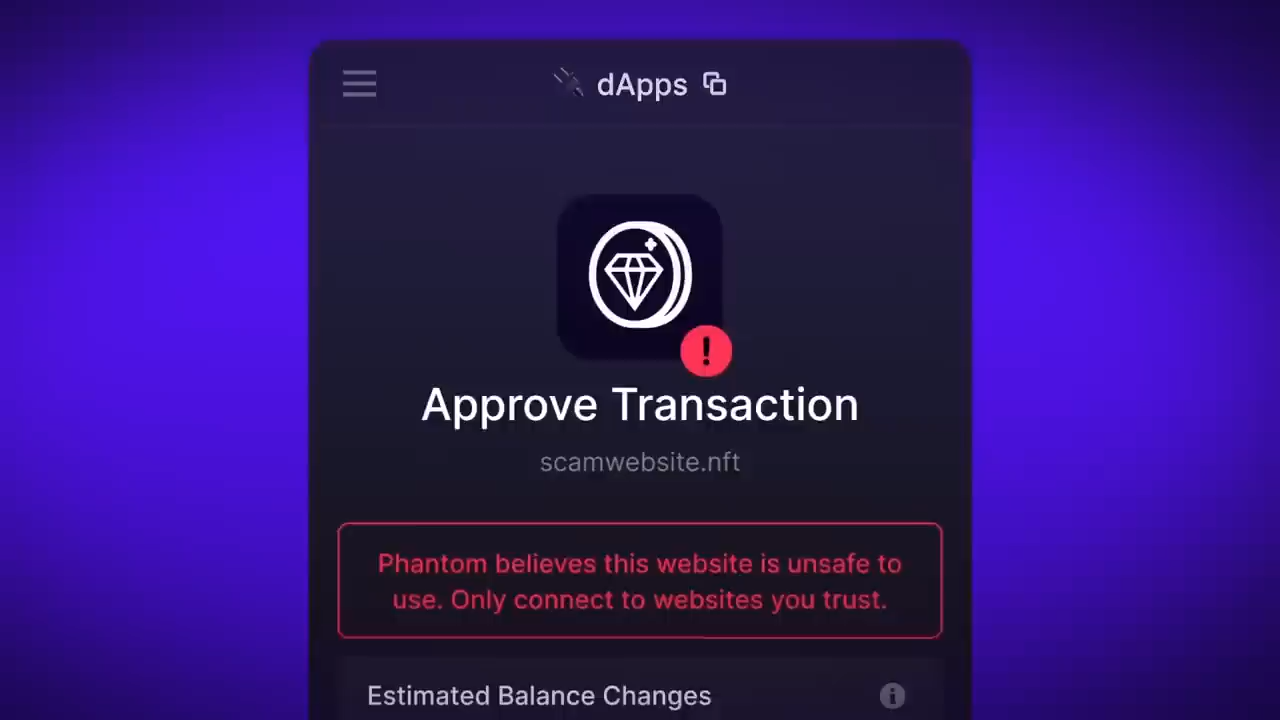 dApps
Approve Transaction
scamwebsite.nft
Phantom believes this website is unsafe to
use. Only connect to websites you trust.
Estimated Balance Changes